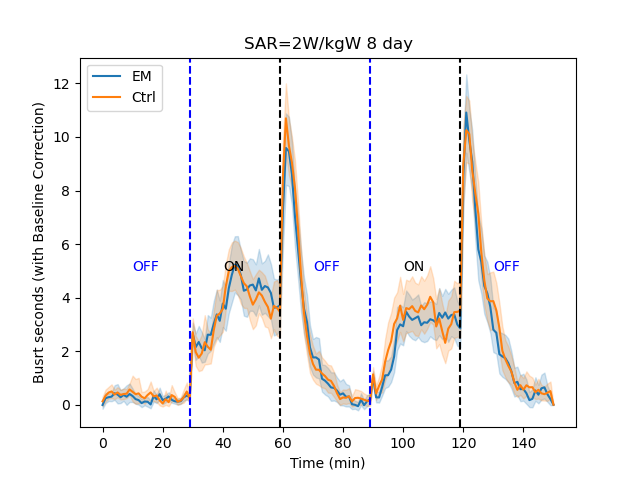 SAR=2W/kgW 8 day
EM
Ctrl
OFF
ON
OFF
ON
OFF
Busrt seconds (with Baseline Correction)
12
10
8
6
4
2
0
0
20
40
60
80
100
120
140
Time (min)